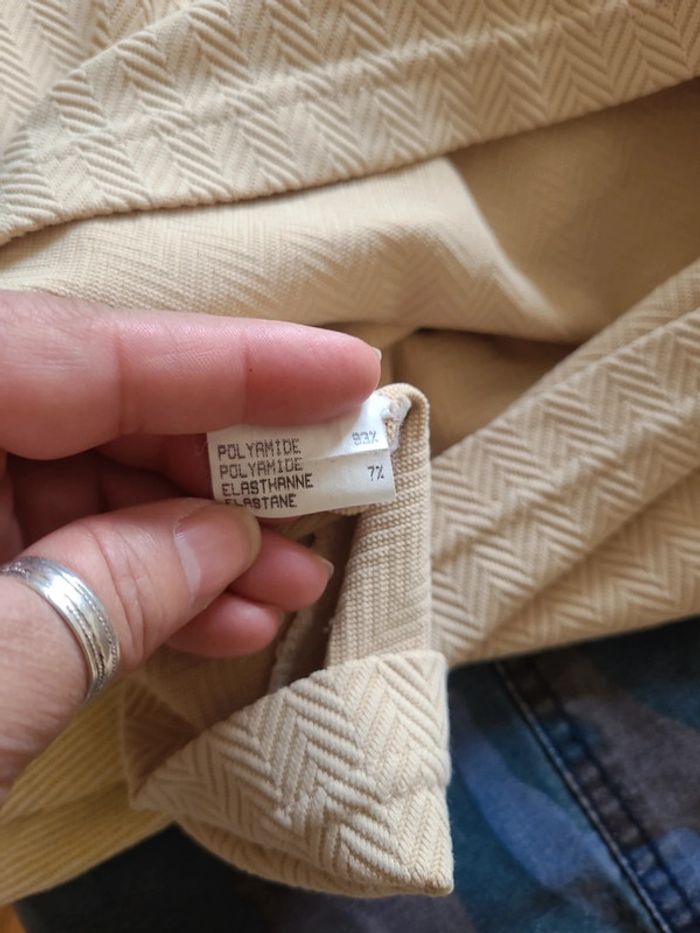 POLYAMIDE 93%
POLYAMIDE
ELASTHANNE 7%
ELASTANE